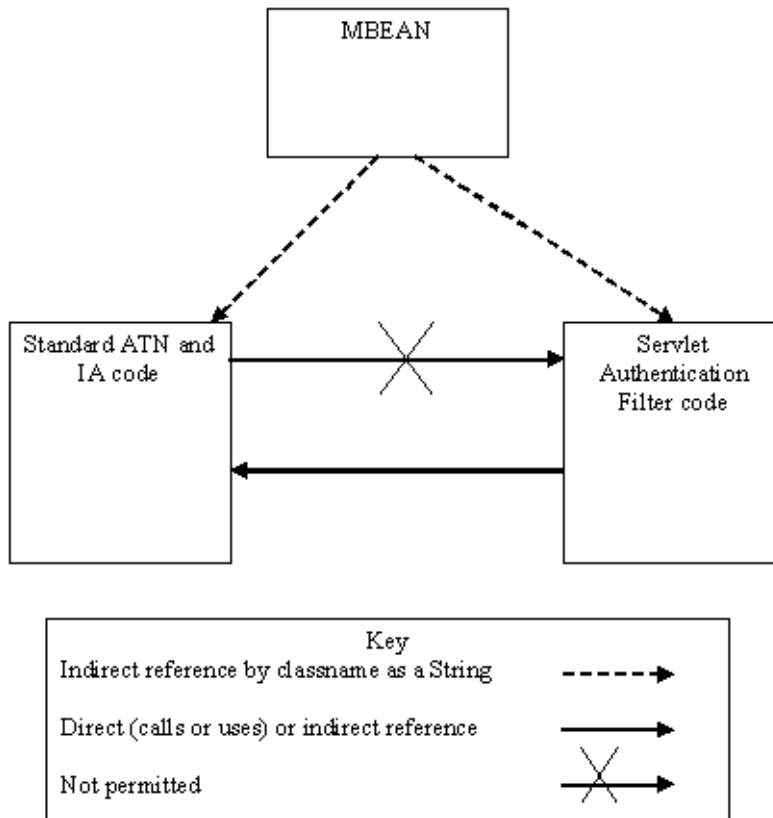 MBEAN
Standard ATN and
IA code
Servlet
Authentication
Filter code
Key
Indirect reference by classname as a String
Direct (calls or uses) or indirect reference
Not permitted